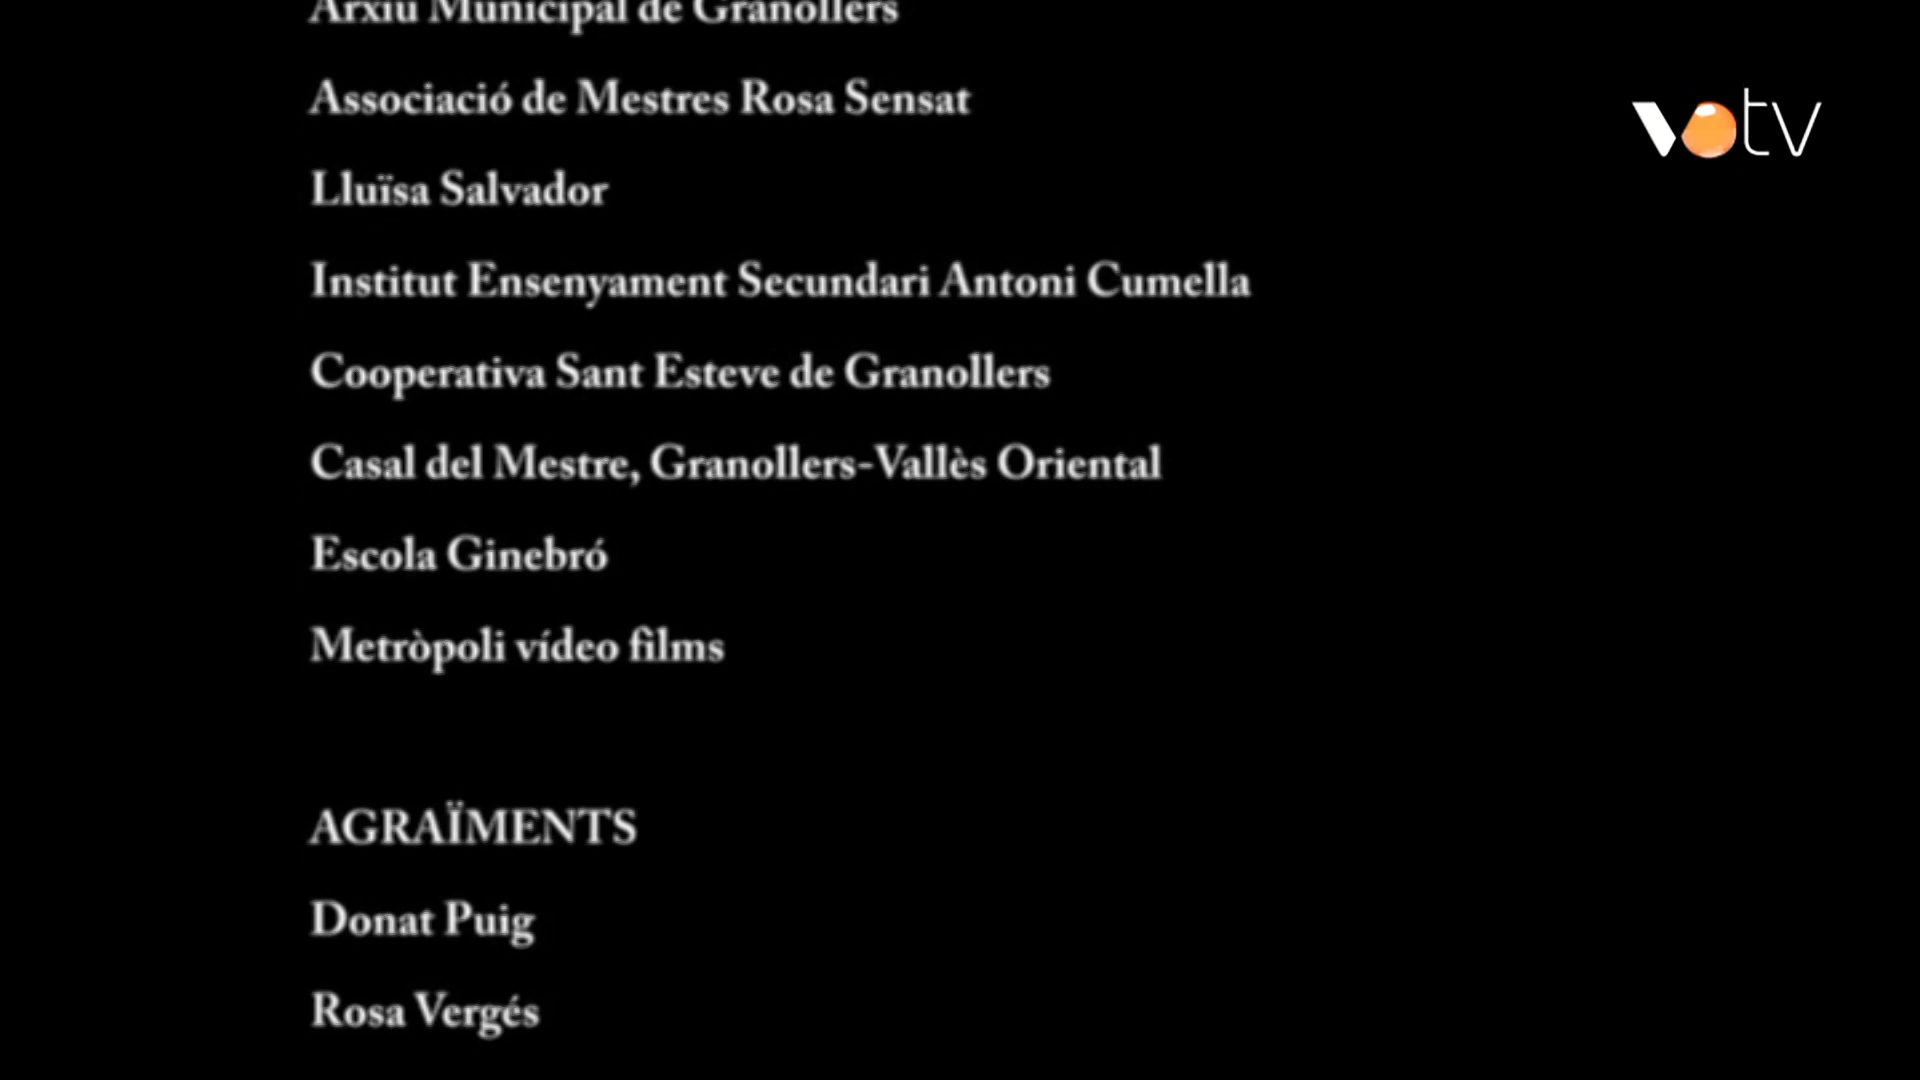 Arxiu Municipal de Granollers
Associació de Mestres Rosa Sensat
votv
Lluïsa Salvador
Institut Ensenyament Secundari Antoni Cumella
Cooperativa Sant Esteve de Granollers
Casal del Mestre, Granollers-Vallès Oriental
Escola Ginebró
Metròpoli vídeo films
AGRAÏMENTS
Donat Puig
Rosa Vergés